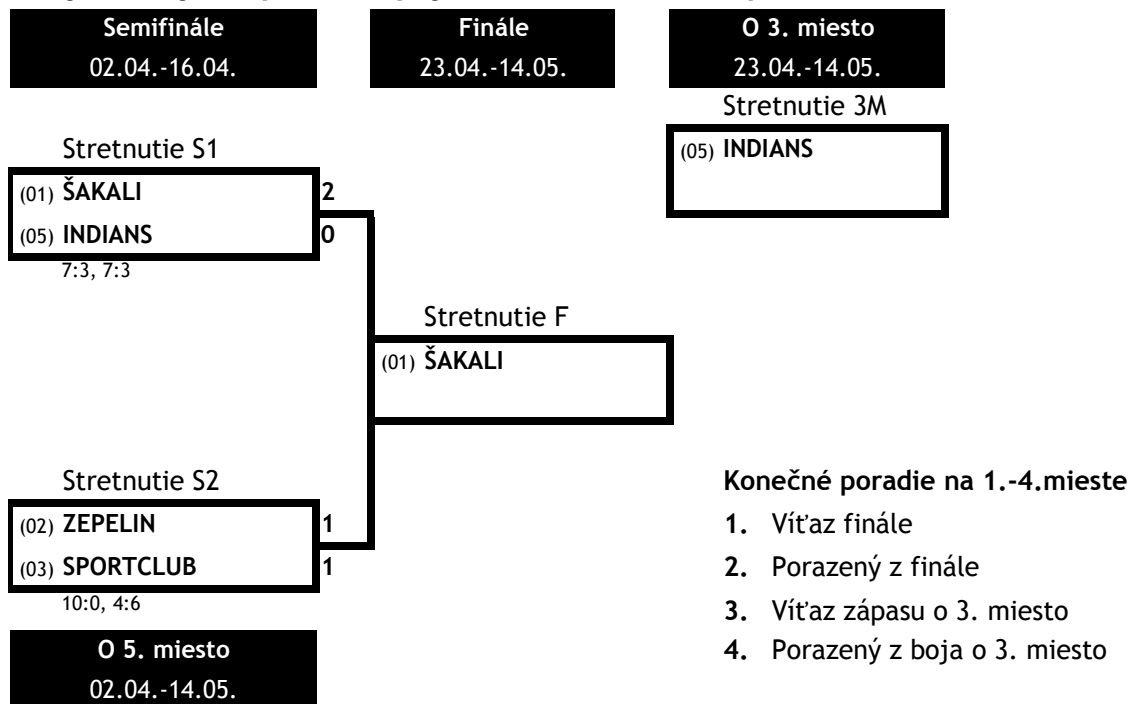 Semifinále
02.04.-16.04.
Finále
23.04.-14.05.
O 3. miesto
23.04.-14.05.
Stretnutie 3M
(05) INDIANS
Stretnutie S1
(01) ŠAKALI 2
(05) INDIANS 0
7:3, 7:3
Stretnutie F
(01) ŠAKALI
Stretnutie S2
(02) ZEPELIN 1
(03) SPORTCLUB 1
10:0, 4:6
Konečné poradie na 1.-4.mieste
1. Víťaz finále
2. Porazený z finále
3. Víťaz zápasu o 3. miesto
4. Porazený z boja o 3. miesto
O 5. miesto
02.04.-14.05.